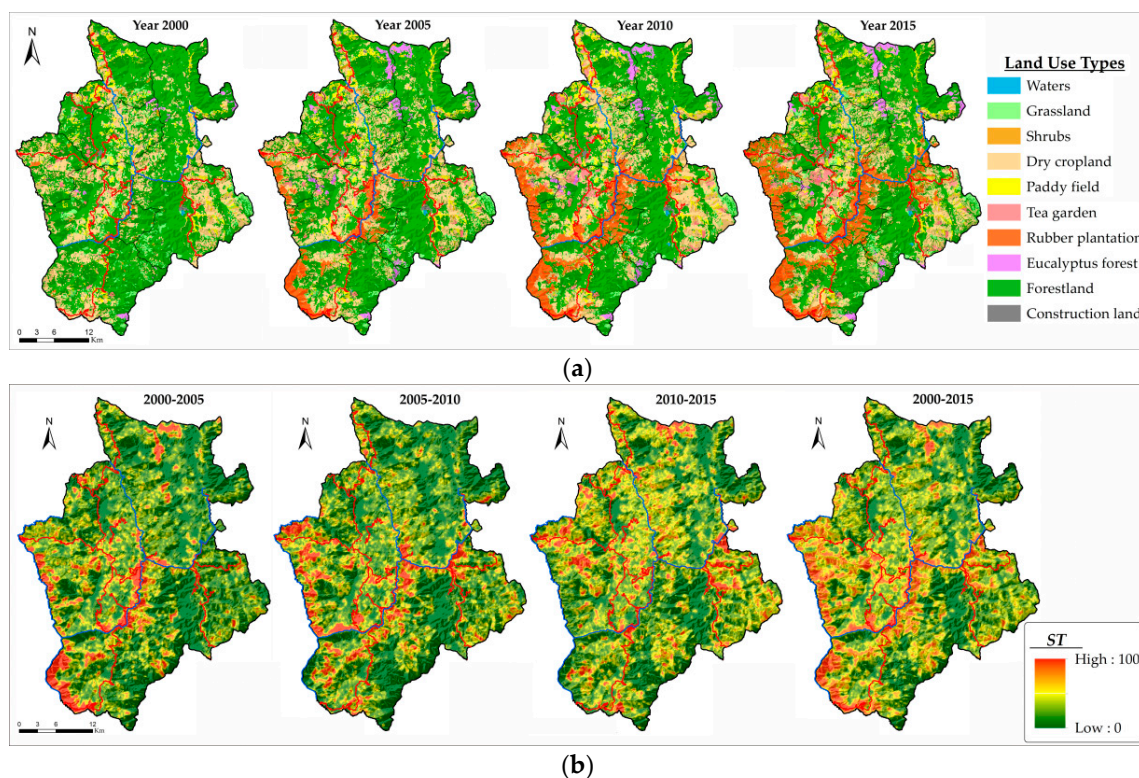 Year 2000 Year 2005 Year 2010 Year 2015
N
Land Use Types
Waters
Grassland
Shrubs
Dry cropland
Paddy field
Tea garden
Rubber plantation
Eucalyptus forest
Forestland
Construction land
0 3 6 12
Km
(a)
2000-2005 2005-2010 2010-2015 2000-2015
N N N N
ST
High : 100
Low : 0
0 3 6 12
Km
(b)